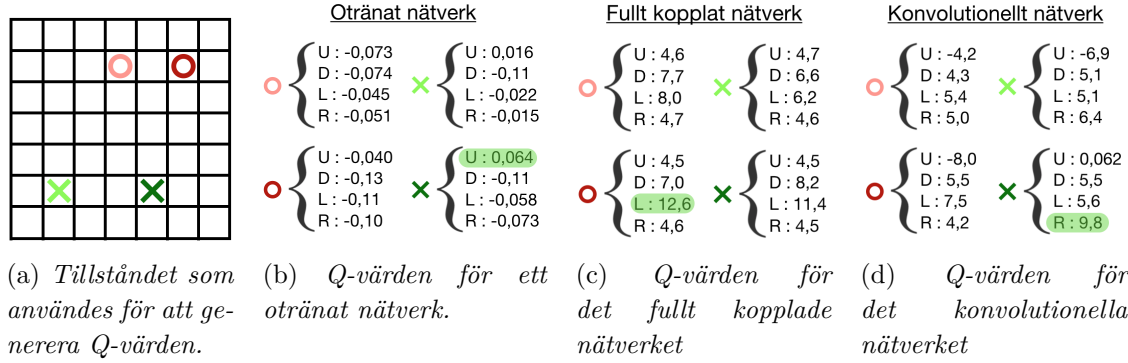 Otränat nätverk
U : -0,073
D : -0,074
L : -0,045
R : -0,051
U : 0,016
D : -0,11
L : -0,022
R : -0,015
U : -0,040
D : -0,13
L : -0,11
R : -0,10
U : 0,064
D : -0,11
L : -0,058
R : -0,073
Fullt kopplat nätverk
U : 4,6
D : 7,7
L : 8,0
R : 4,7
U : 4,7
D : 6,6
L : 6,2
R : 4,6
U : 4,5
D : 7,0
L : 12,6
R : 4,6
U : 4,5
D : 8,2
L : 11,4
R : 4,5
Konvolutionellt nätverk
U : -4,2
D : 4,3
L : 5,4
R : 5,0
U : -6,9
D : 5,1
L : 5,1
R : 6,4
U : -8,0
D : 5,5
L : 7,5
R : 4,2
U : 0,062
D : 5,5
L : 5,6
R : 9,8
(a) Tillståndet som
användes för att ge-
nerera Q-värden.
(b) Q-värden för ett
otränat nätverk.
(c) Q-värden för
det fullt kopplade
nätverket
(d) Q-värden för
det konvolutionella
nätverket